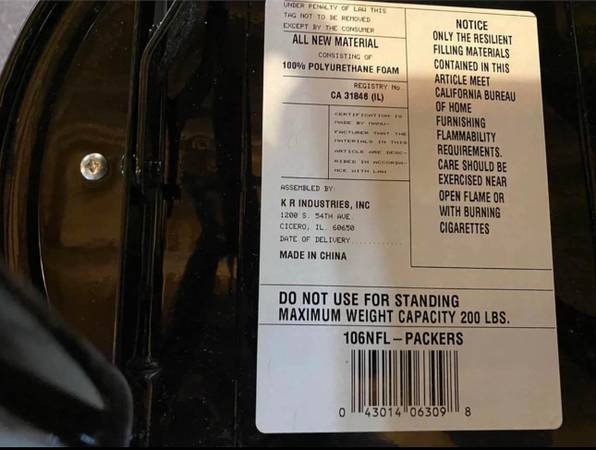 UNDER PENALTY OF LAW THIS
TAG NOT TO BE REMOVED
EXCEPT BY THE CONSUMER
ALL NEW MATERIAL
CONSISTING OF
100% POLYURETHANE FOAM
REGISTRY No.
CA 31846 (IL)
CERTIFICATION IS
MADE BY MANU-
FACTURER THAT THE
MATERIALS IN THIS
ARTICLE ARE DESC-
RIBED IN ACCORDA-
NCE WITH LAW
ASSEMBLED BY:
K R INDUSTRIES, INC
1200 S. 54TH AVE.
CICERO, IL. 60650
DATE OF DELIVERY............
MADE IN CHINA
NOTICE
ONLY THE RESILIENT
FILLING MATERIALS
CONTAINED IN THIS
ARTICLE MEET
CALIFORNIA BUREAU
OF HOME
FURNISHING
FLAMMABILITY
REQUIREMENTS.
CARE SHOULD BE
EXERCISED NEAR
OPEN FLAME OR
WITH BURNING
CIGARETTES
DO NOT USE FOR STANDING
MAXIMUM WEIGHT CAPACITY 200 LBS.
106NFL-PACKERS
0 43014 06309 8